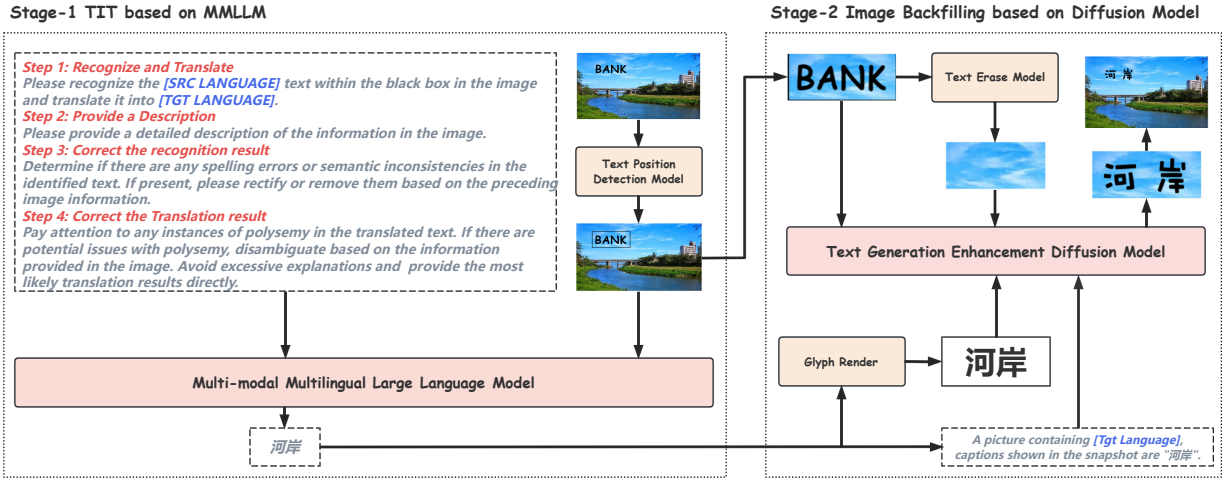 Stage-1 TIT based on MMLLM
Step 1: Recognize and Translate
Please recognize the [SRC LANGUAGE] text within the black box in the image
and translate it into [TGT LANGUAGE].
Step 2: Provide a Description
Please provide a detailed description of the information in the image.
Step 3: Correct the recognition result
Determine if there are any spelling errors or semantic inconsistencies in the
identified text. If present, please rectify or remove them based on the preceding
image information.
Step 4: Correct the Translation result
Pay attention to any instances of polysemy in the translated text. If there are
potential issues with polysemy, disambiguate based on the information
provided in the image. Avoid excessive explanations and provide the most
likely translation results directly.
BANK
Text Position
Detection Model
BANK
Multi-modal Multilingual Large Language Model
河岸
Stage-2 Image Backfilling based on Diffusion Model
BANK
Text Erase Model
河 岸
河 岸
Text Generation Enhancement Diffusion Model
Glyph Render
河岸
A picture containing [Tgt Language],
captions shown in the snapshot are "河岸".